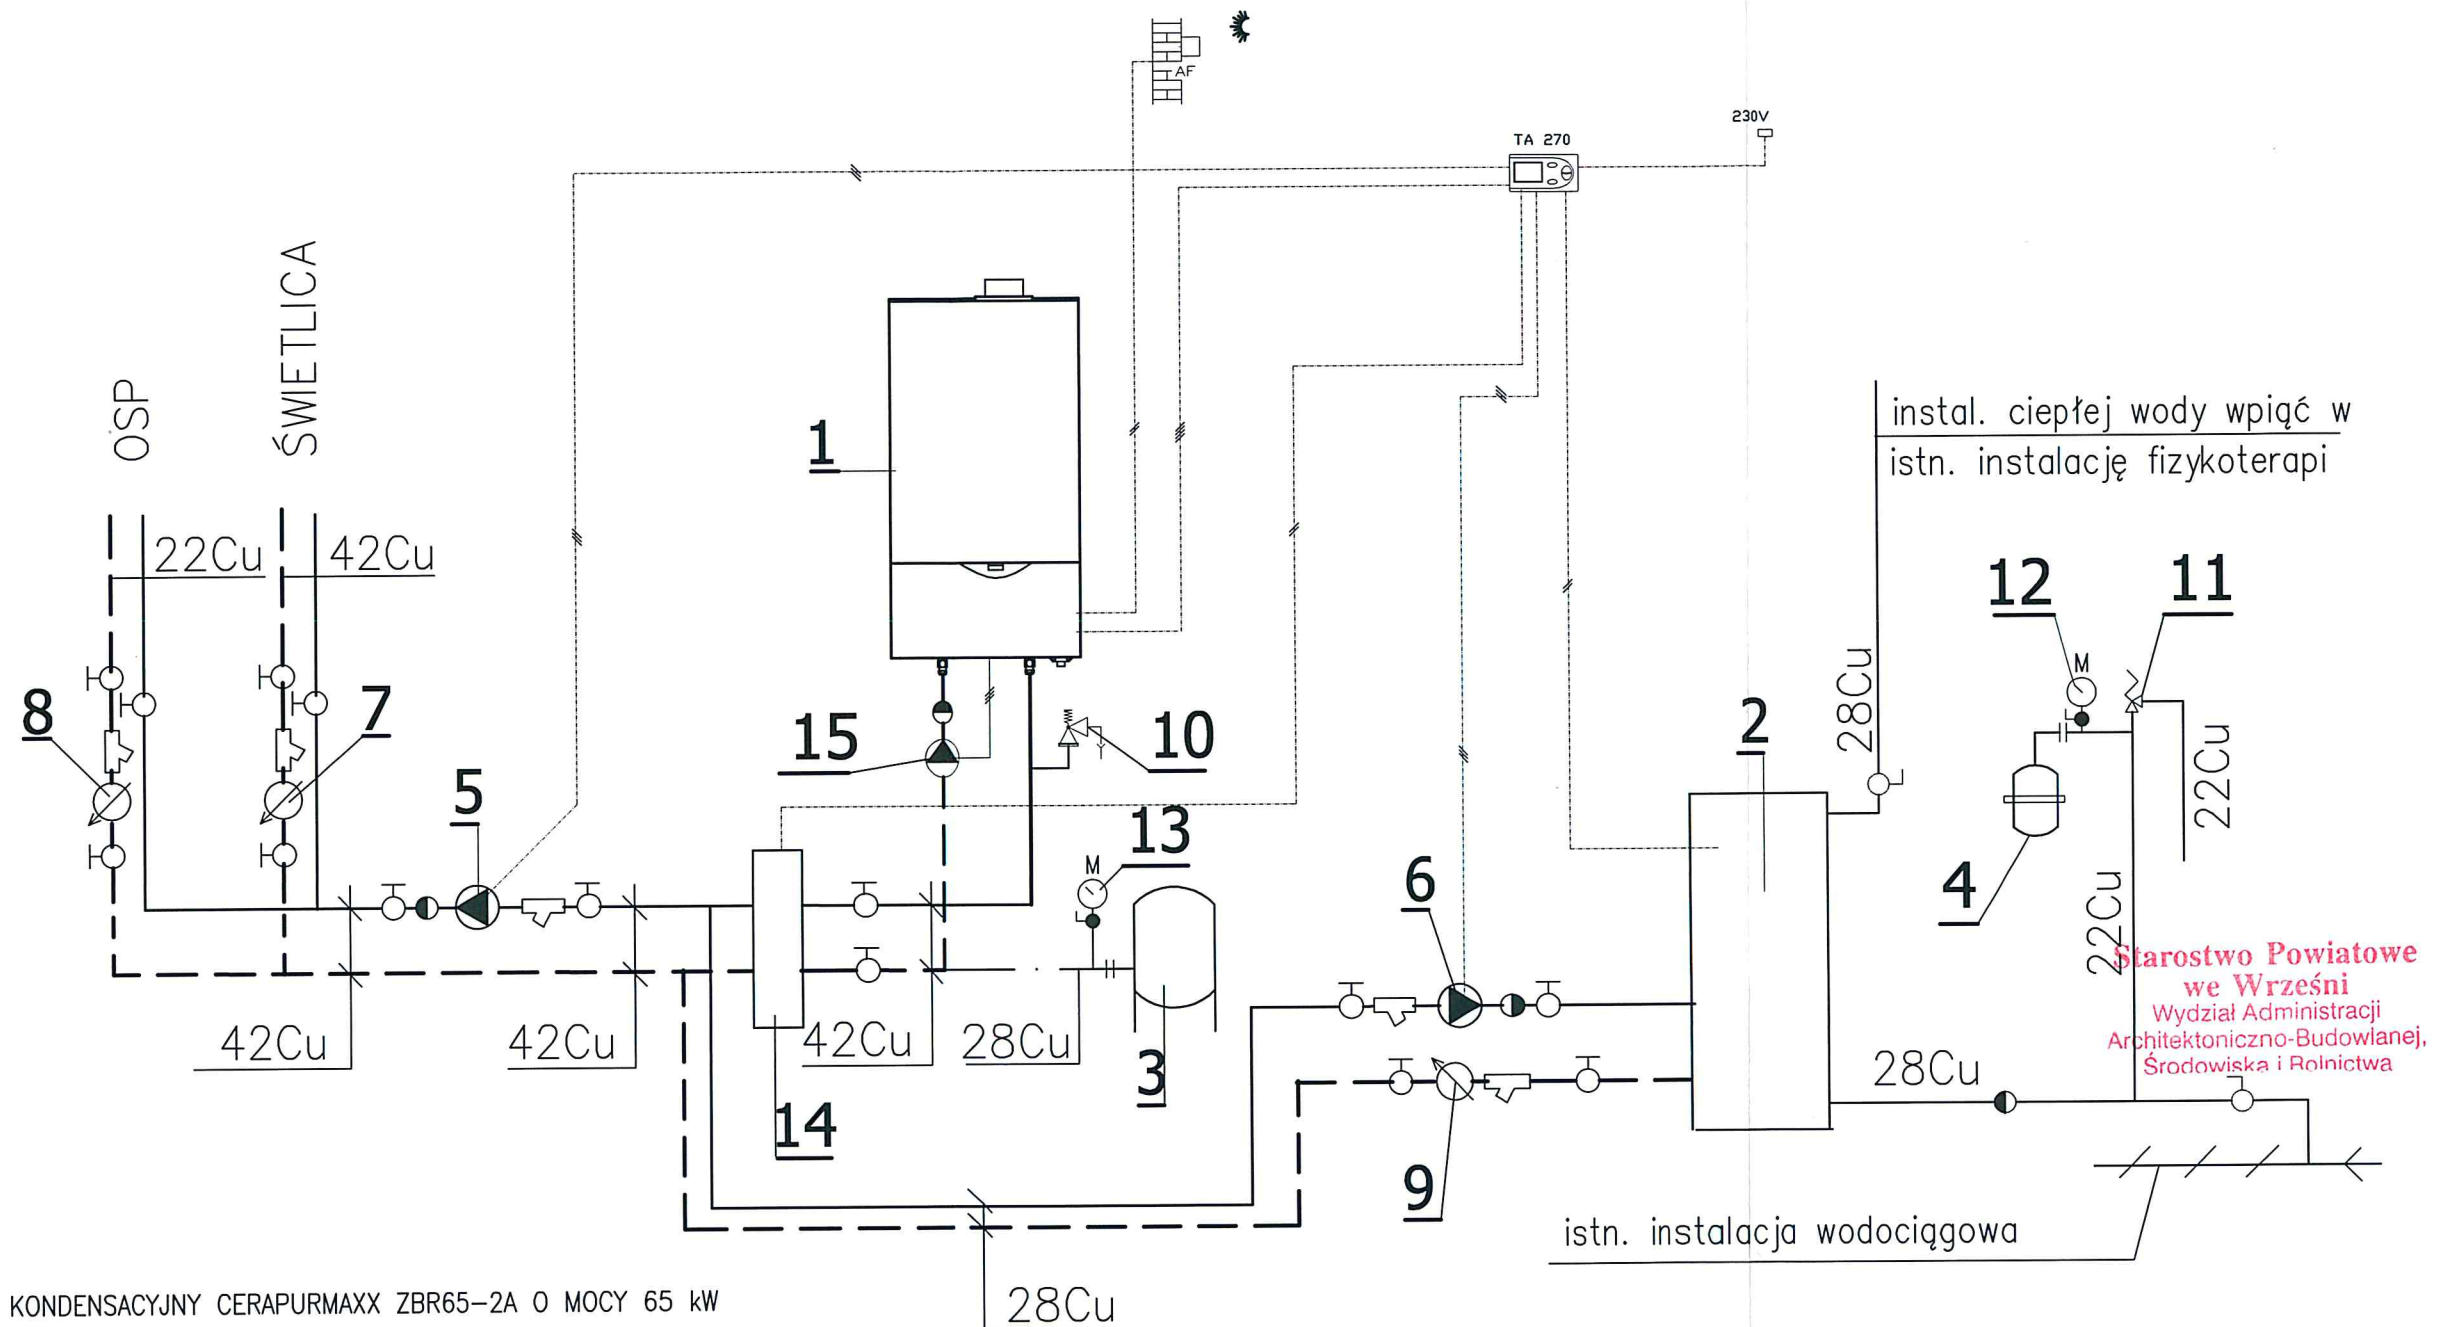 AF
230V
TA 270
OSP
ŚWIETLICA
1
instal. ciepłej wody wpiąć w
istn. instalację fizykoterapi
22Cu
42Cu
12
11
M
28Cu
8
7
15
10
2
22Cu
5
13
M
6
4
22Cu
Starostwo Powiatowe
we Wrześni
Wydział Administracji
Architektoniczno-Budowlanej,
Środowiska i Rolnictwa
42Cu
42Cu
42Cu
28Cu
3
28Cu
14
9
istn. instalacja wodociągowa
KONDENSACYJNY CERAPURMAXX ZBR65-2A O MOCY 65 kW
28Cu